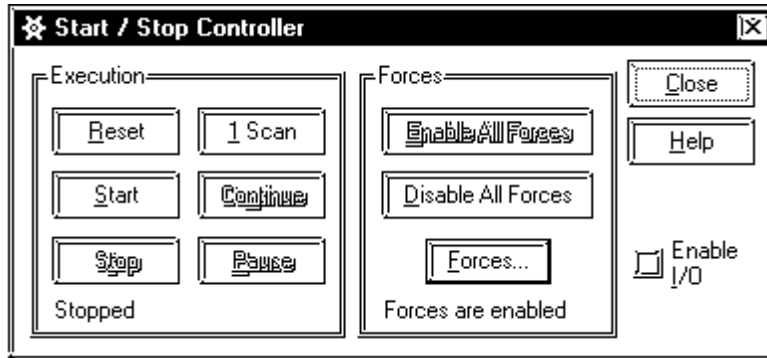 Start / Stop Controller
Execution
Reset
1 Scan
Start
Continue
Stop
Pause
Stopped
Forces
Enable All Forces
Disable All Forces
Forces...
Forces are enabled
Close
Help
Enable
I/O